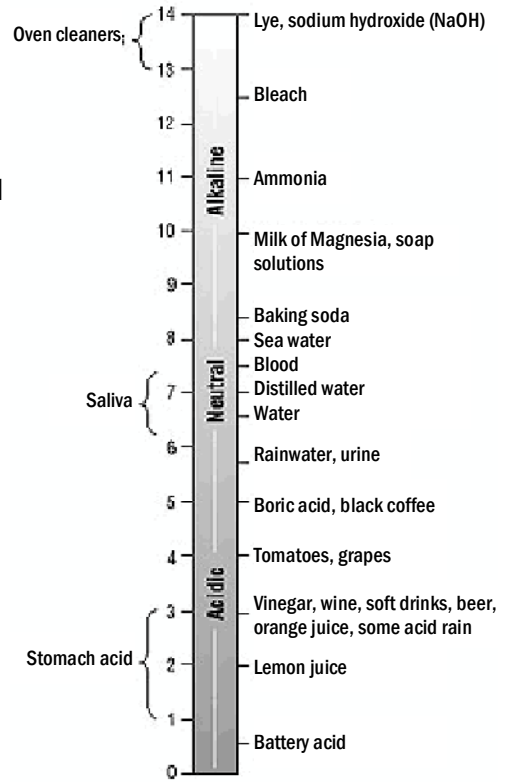 14
Lye, sodium hydroxide (NaOH)
Oven cleaners
13
Bleach
12
11
Ammonia
Alkaline
10
Milk of Magnesia, soap
solutions
9
Baking soda
8
Sea water
Blood
7
Distilled water
Neutral
Saliva
Water
6
Rainwater, urine
5
Boric acid, black coffee
4
Tomatoes, grapes
Acidic
3
Vinegar, wine, soft drinks, beer,
orange juice, some acid rain
Stomach acid
2
Lemon juice
1
Battery acid
0